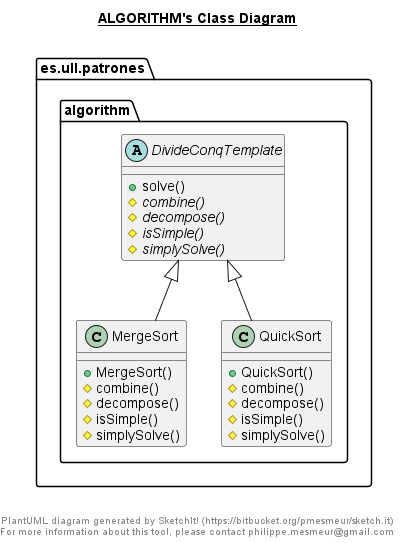 ALGORITHM's Class Diagram
es.ull.patrones
algorithm
A DivideConqTemplate
solve()
combine()
decompose()
isSimple()
simplySolve()
C MergeSort
MergeSort()
combine()
decompose()
isSimple()
simplySolve()
C QuickSort
QuickSort()
combine()
decompose()
isSimple()
simplySolve()
PlantUML diagram generated by SketchIt! (https://bitbucket.org/pmesmeur/sketch.it)
For more information about this tool, please contact philippe.mesmeur@gmail.com